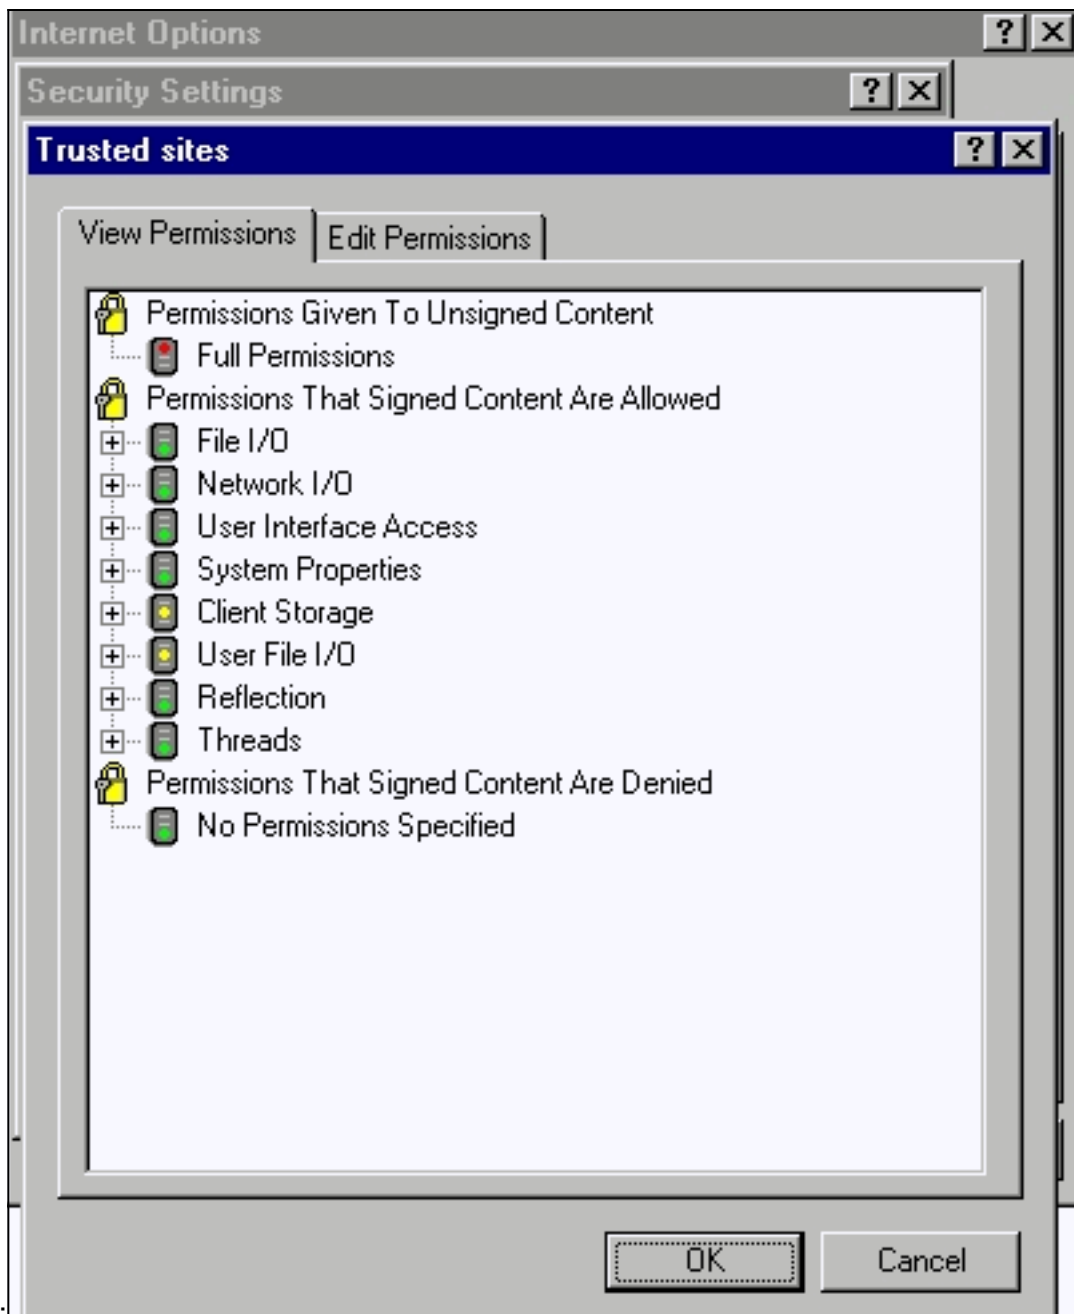 Internet Options
Security Settings
Trusted sites
View Permissions Edit Permissions
Permissions Given To Unsigned Content
Full Permissions
Permissions That Signed Content Are Allowed
File I/O
Network I/O
User Interface Access
System Properties
Client Storage
User File I/O
Reflection
Threads
Permissions That Signed Content Are Denied
No Permissions Specified
OK Cancel
.